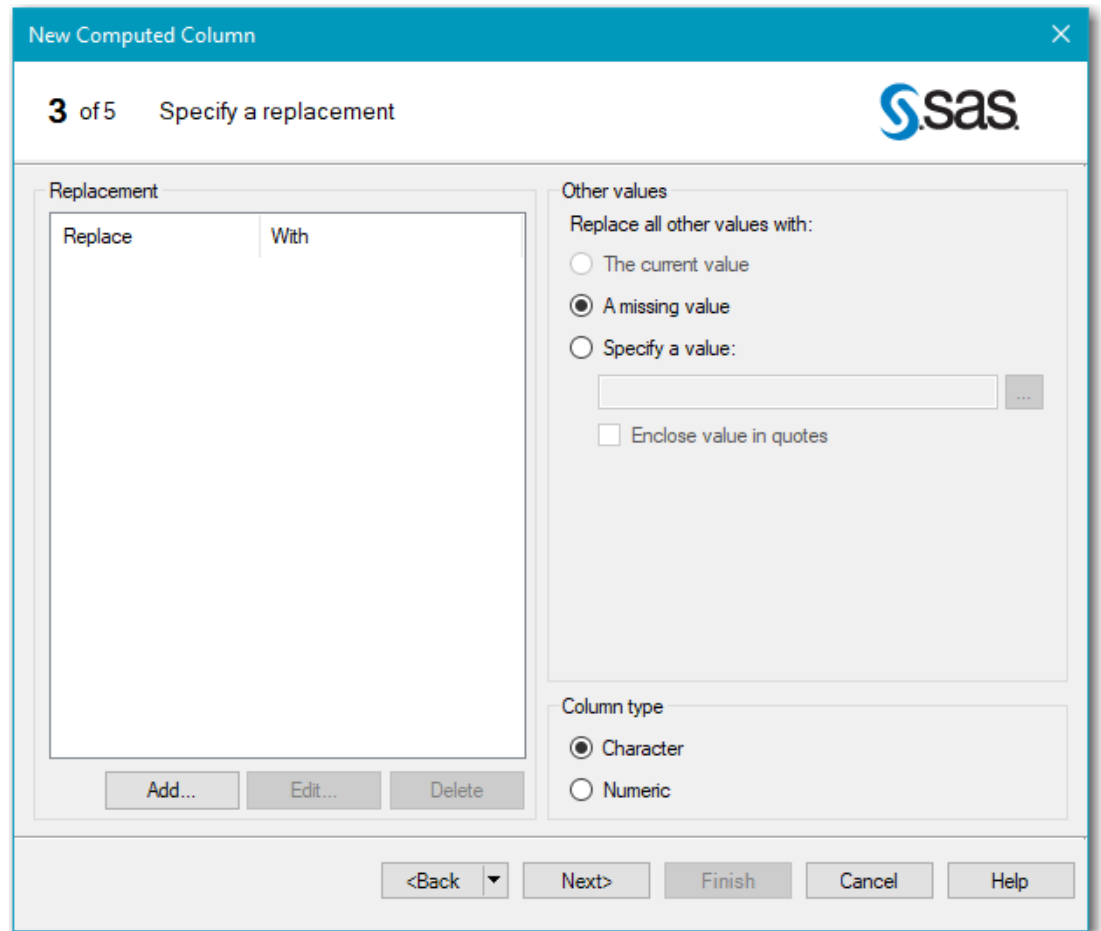 New Computed Column
3 of 5 Specify a replacement
sas
Replacement
Replace With
Add... Edit... Delete
Other values
Replace all other values with:
The current value
A missing value
Specify a value:
...
Enclose value in quotes
Column type
Character
Numeric
<Back Next> Finish Cancel Help